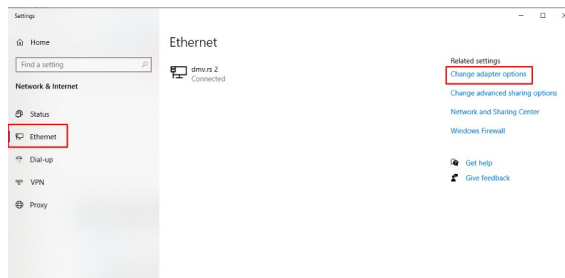 Settings
Home
Find a setting
Network & Internet
Status
Ethernet
Dial-up
VPN
Proxy
Ethernet
dmv.rs 2
Connected
Related settings
Change adapter options
Change advanced sharing options
Network and Sharing Center
Windows Firewall
Get help
Give feedback